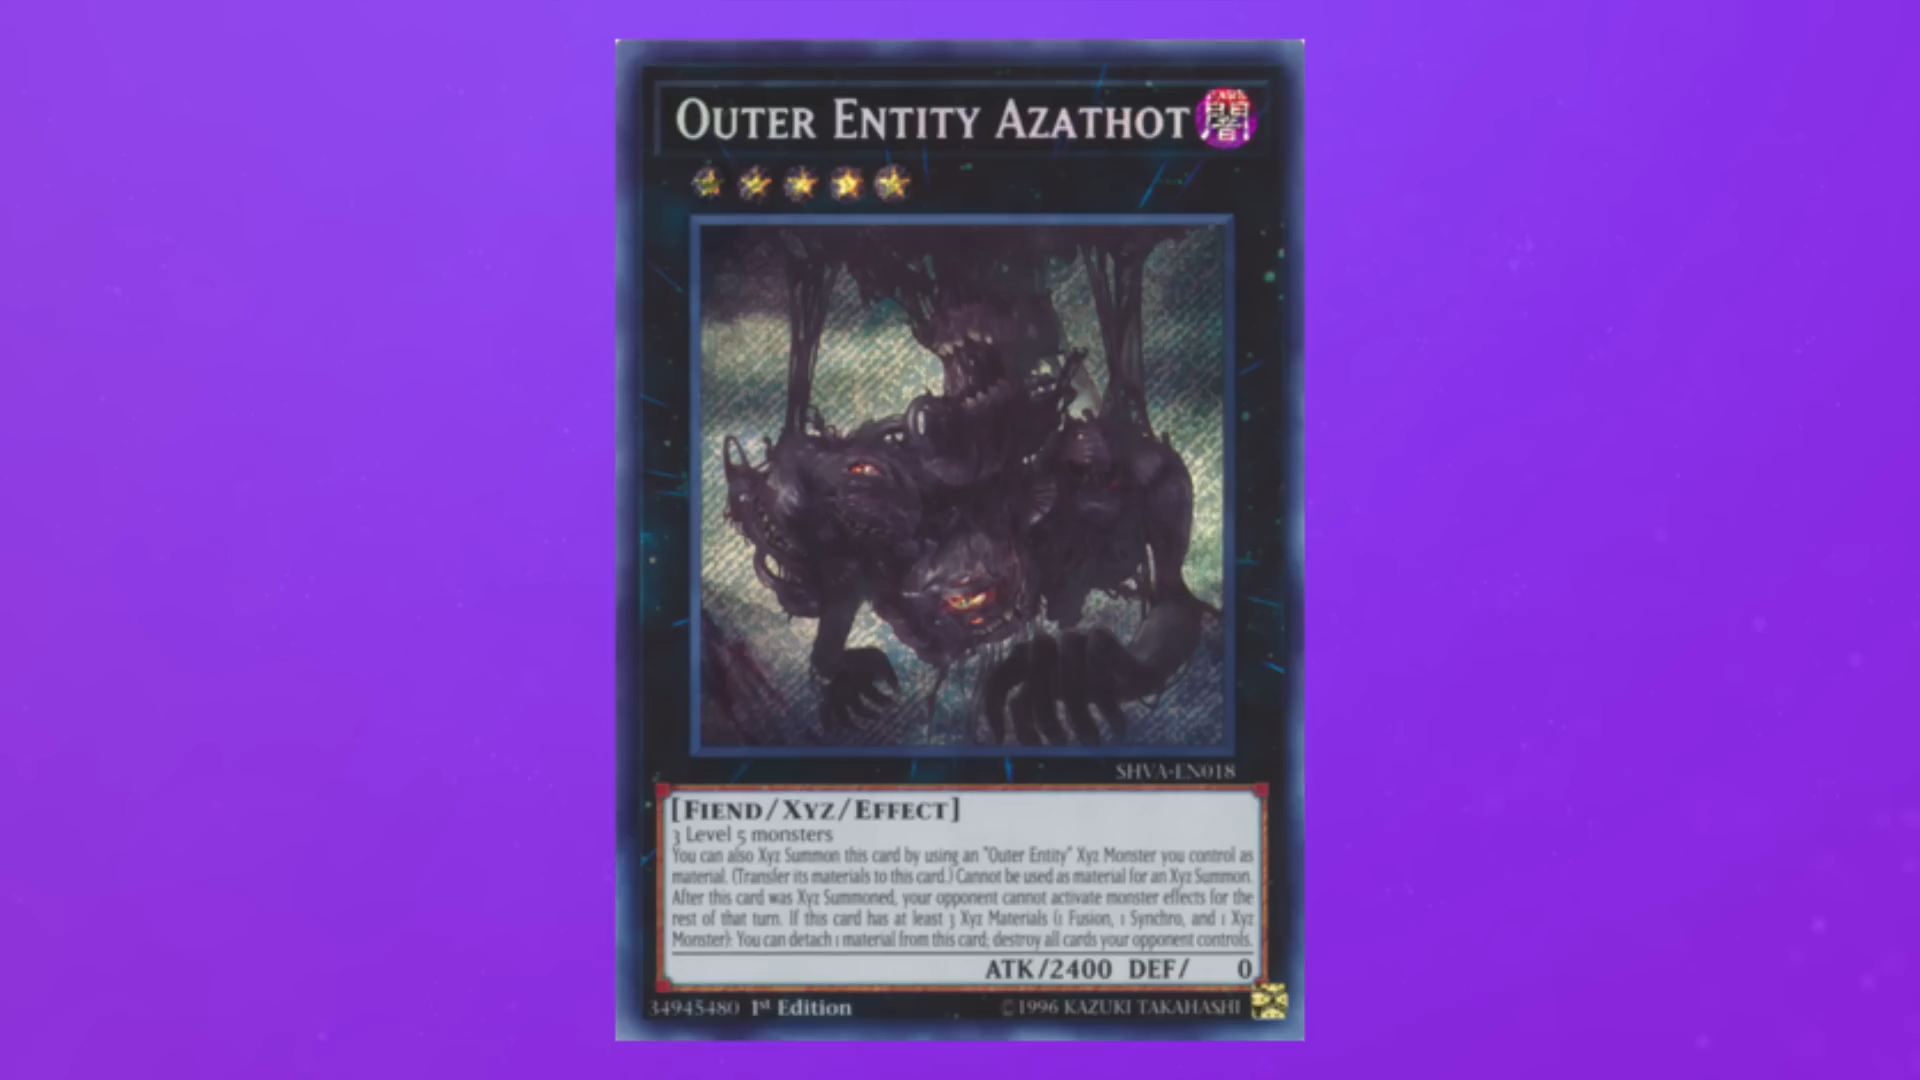 OUTER ENTITY AZATHOT
闇
SHVA-EN018
[FIEND/XYZ/EFFECT]
3 Level 5 monsters
You can also Xyz Summon this card by using an "Outer Entity" Xyz Monster you control as
material. (Transfer its materials to this card.) Cannot be used as material for an Xyz Summon.
After this card was Xyz Summoned, your opponent cannot activate monster effects for the
rest of that turn. If this card has at least 3 Xyz Materials (1 Fusion, 1 Synchro, and 1 Xyz
Monster): You can detach 1 material from this card; destroy all cards your opponent controls.
ATK/2400 DEF/ 0
34945480 1st Edition ©1996 KAZUKI TAKAHASHI